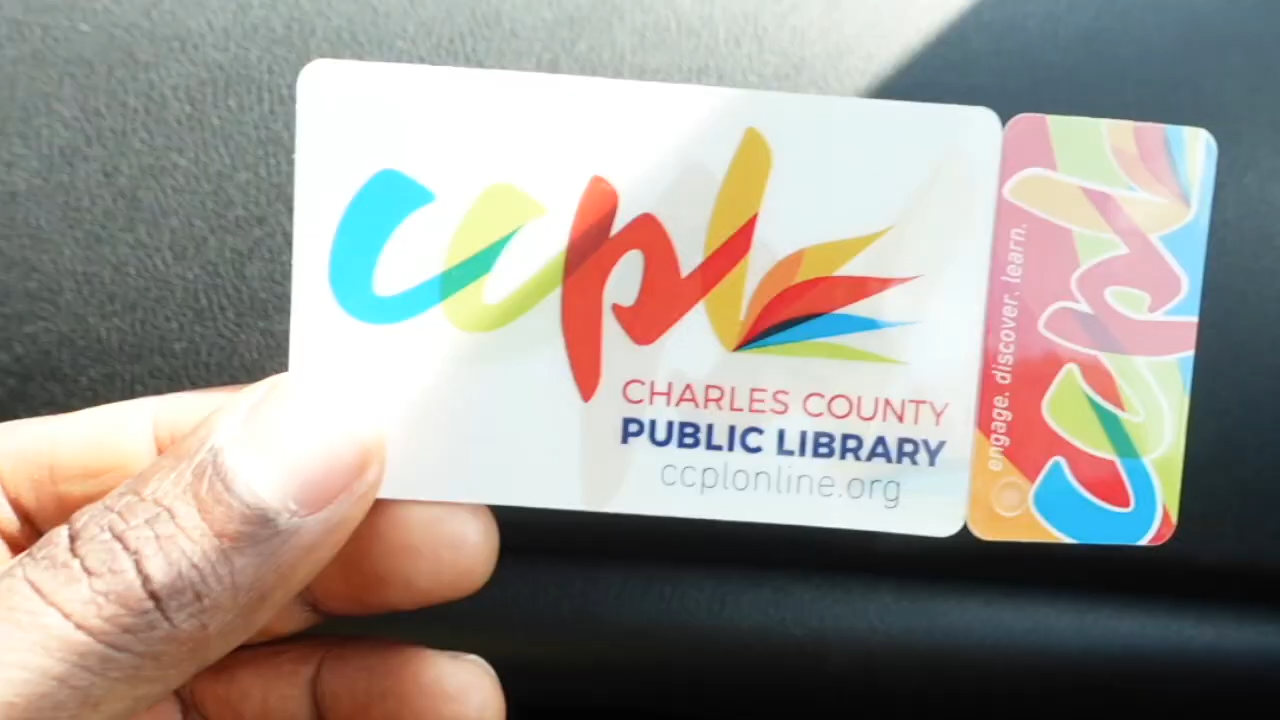 ccpl
CHARLES COUNTY
PUBLIC LIBRARY
ccplonline.org
engage. discover. learn.
ccpl